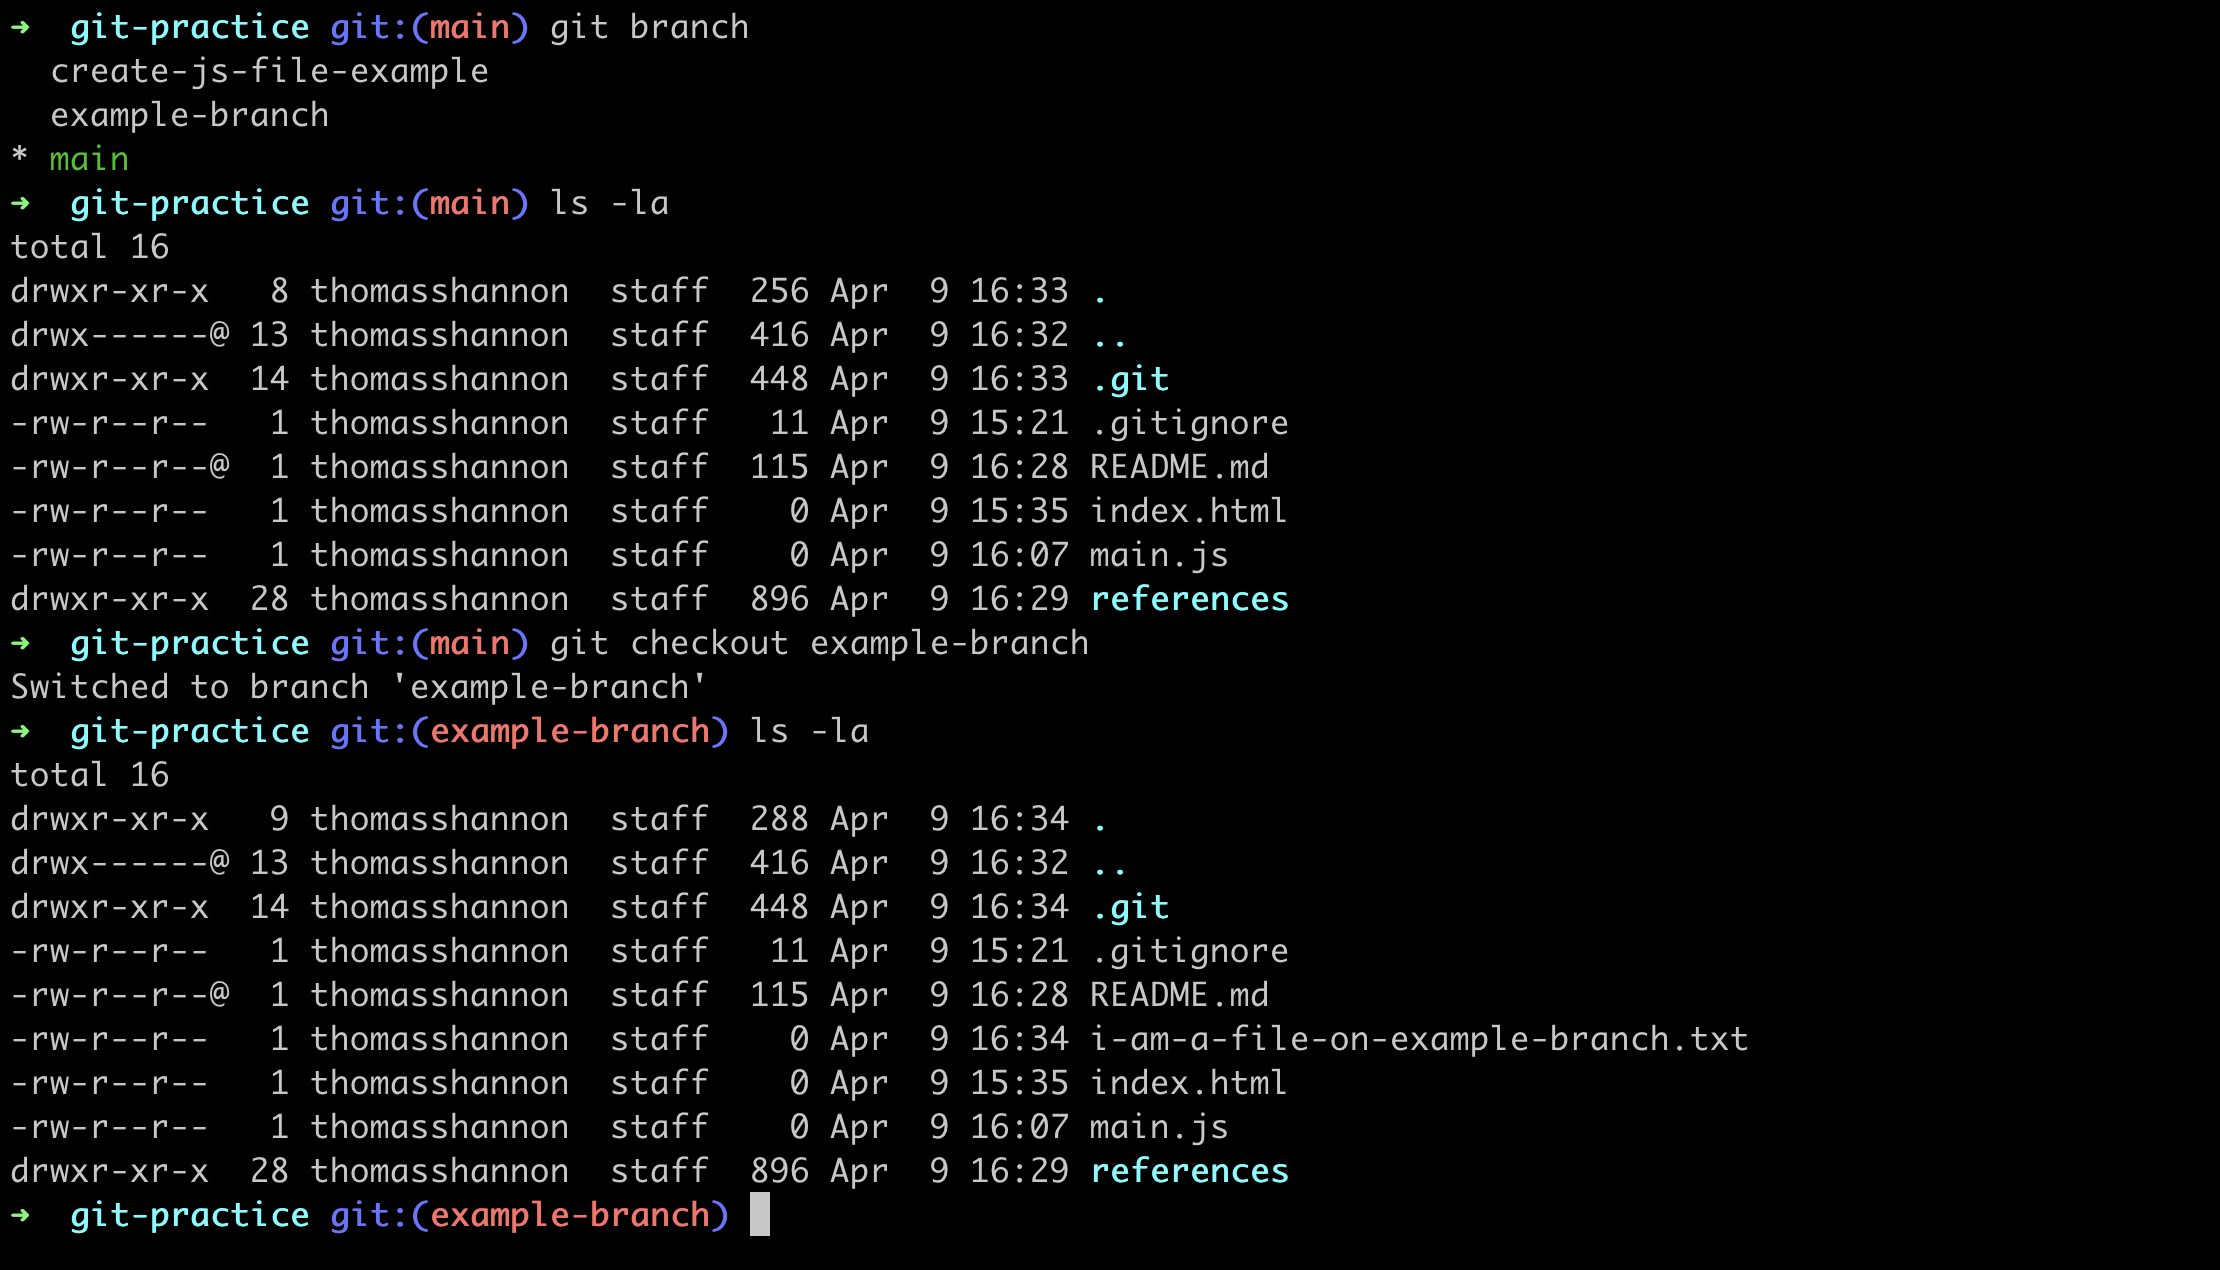 ➜  git-practice git:(main) git branch
  create-js-file-example
  example-branch
* main
➜  git-practice git:(main) ls -la
total 16
drwxr-xr-x   8 thomasshannon  staff  256 Apr  9 16:33 .
drwx------@ 13 thomasshannon  staff  416 Apr  9 16:32 ..
drwxr-xr-x  14 thomasshannon  staff  448 Apr  9 16:33 .git
-rw-r--r--   1 thomasshannon  staff   11 Apr  9 15:21 .gitignore
-rw-r--r--@  1 thomasshannon  staff  115 Apr  9 16:28 README.md
-rw-r--r--   1 thomasshannon  staff    0 Apr  9 15:35 index.html
-rw-r--r--   1 thomasshannon  staff    0 Apr  9 16:07 main.js
drwxr-xr-x  28 thomasshannon  staff  896 Apr  9 16:29 references
➜  git-practice git:(main) git checkout example-branch
Switched to branch 'example-branch'
➜  git-practice git:(example-branch) ls -la
total 16
drwxr-xr-x   9 thomasshannon  staff  288 Apr  9 16:34 .
drwx------@ 13 thomasshannon  staff  416 Apr  9 16:32 ..
drwxr-xr-x  14 thomasshannon  staff  448 Apr  9 16:34 .git
-rw-r--r--   1 thomasshannon  staff   11 Apr  9 15:21 .gitignore
-rw-r--r--@  1 thomasshannon  staff  115 Apr  9 16:28 README.md
-rw-r--r--   1 thomasshannon  staff    0 Apr  9 16:34 i-am-a-file-on-example-branch.txt
-rw-r--r--   1 thomasshannon  staff    0 Apr  9 15:35 index.html
-rw-r--r--   1 thomasshannon  staff    0 Apr  9 16:07 main.js
drwxr-xr-x  28 thomasshannon  staff  896 Apr  9 16:29 references
➜  git-practice git:(example-branch)